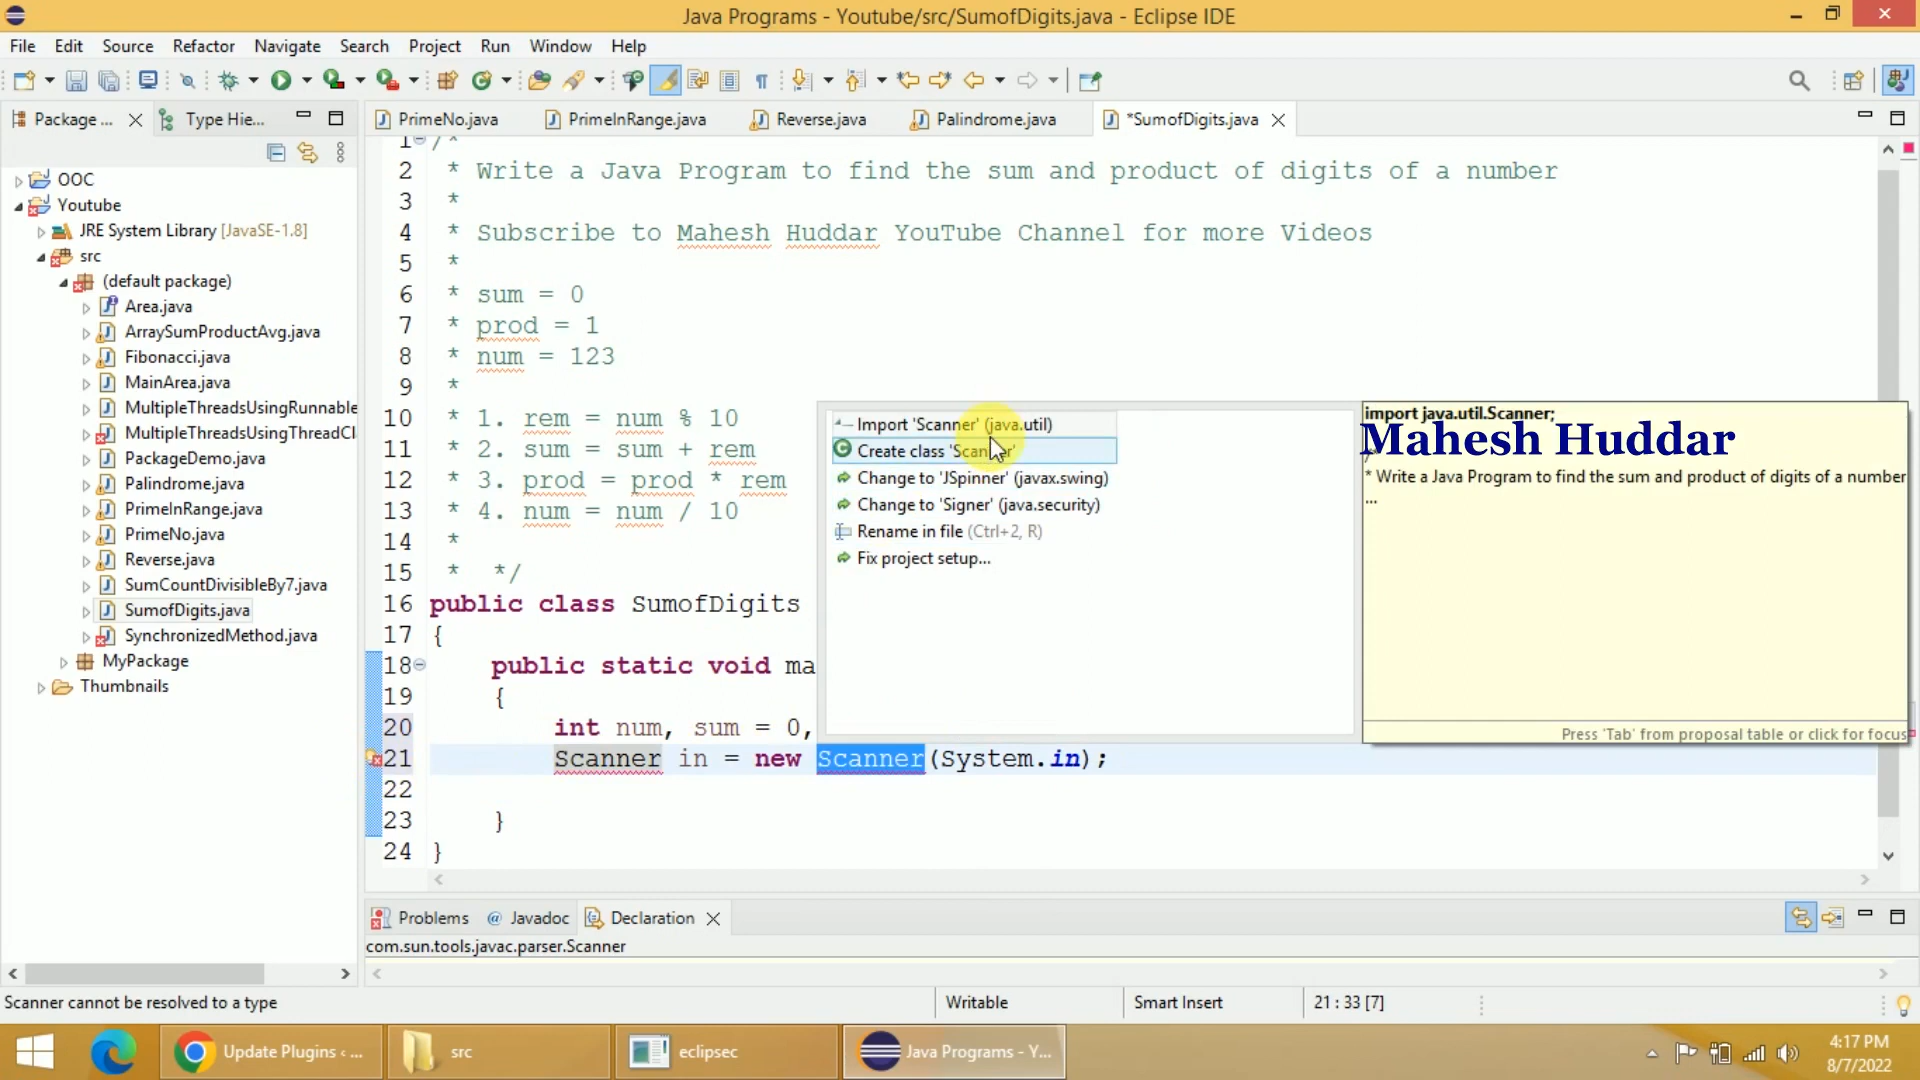 Java Programs - Youtube/src/SumofDigits.java - Eclipse IDE
File Edit Source Refactor Navigate Search Project Run Window Help
Package ... Type Hie...
PrimeNo.java PrimeInRange.java Reverse.java Palindrome.java *SumofDigits.java
OOC
Youtube
JRE System Library [JavaSE-1.8]
src
(default package)
Area.java
ArraySumProductAvg.java
Fibonacci.java
MainArea.java
MultipleThreadsUsingRunnable
MultipleThreadsUsingThreadCl
PackageDemo.java
Palindrome.java
PrimeInRange.java
PrimeNo.java
Reverse.java
SumCountDivisibleBy7.java
SumofDigits.java
SynchronizedMethod.java
MyPackage
Thumbnails
1 /*
2 * Write a Java Program to find the sum and product of digits of a number
3 *
4 * Subscribe to Mahesh Huddar YouTube Channel for more Videos
5 *
6 * sum = 0
7 * prod = 1
8 * num = 123
9 *
10 * 1. rem = num % 10
11 * 2. sum = sum + rem
12 * 3. prod = prod * rem
13 * 4. num = num / 10
14 *
15 * */
16 public class SumofDigits
17 {
18 public static void ma
19 {
20 int num, sum = 0,
21 Scanner in = new Scanner(System.in);
22
23 }
24 }
Import 'Scanner' (java.util)
Create class 'Scanner'
Change to 'JSpinner' (javax.swing)
Change to 'Signer' (java.security)
Rename in file (Ctrl+2, R)
Fix project setup...
import java.util.Scanner;
Mahesh Huddar
/*
* Write a Java Program to find the sum and product of digits of a number
...
Press 'Tab' from proposal table or click for focus
Problems @ Javadoc Declaration
com.sun.tools.javac.parser.Scanner
Scanner cannot be resolved to a type
Writable
Smart Insert
21 : 33 [7]
Update Plugins ‹ ...
src
eclipsec
Java Programs - Y...
4:17 PM
8/7/2022